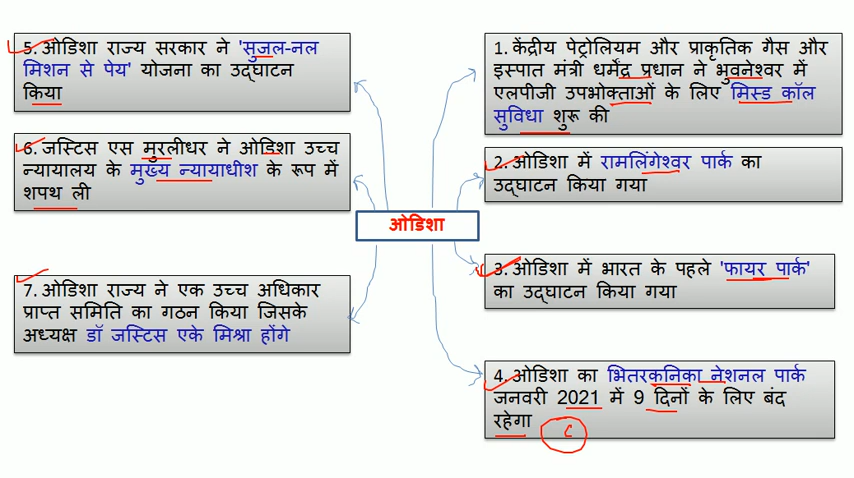 5. ओडिशा राज्य सरकार ने 'सुजल-नल
मिशन से पेय' योजना का उद्घाटन
किया
6. जस्टिस एस मुरलीधर ने ओडिशा उच्च
न्यायालय के मुख्य न्यायाधीश के रूप में
शपथ ली
7. ओडिशा राज्य ने एक उच्च अधिकार
प्राप्त समिति का गठन किया जिसके
अध्यक्ष डॉ जस्टिस एके मिश्रा होंगे
ओडिशा
1. केंद्रीय पेट्रोलियम और प्राकृतिक गैस और
इस्पात मंत्री धर्मेंद्र प्रधान ने भुवनेश्वर में
एलपीजी उपभोक्ताओं के लिए मिस्ड कॉल
सुविधा शुरू की
2. ओडिशा में रामलिंगेश्वर पार्क का
उद्घाटन किया गया
3. ओडिशा में भारत के पहले 'फायर पार्क'
का उद्घाटन किया गया
4. ओडिशा का भितरकनिका नेशनल पार्क
जनवरी 2021 में 9 दिनों के लिए बंद
रहेगा